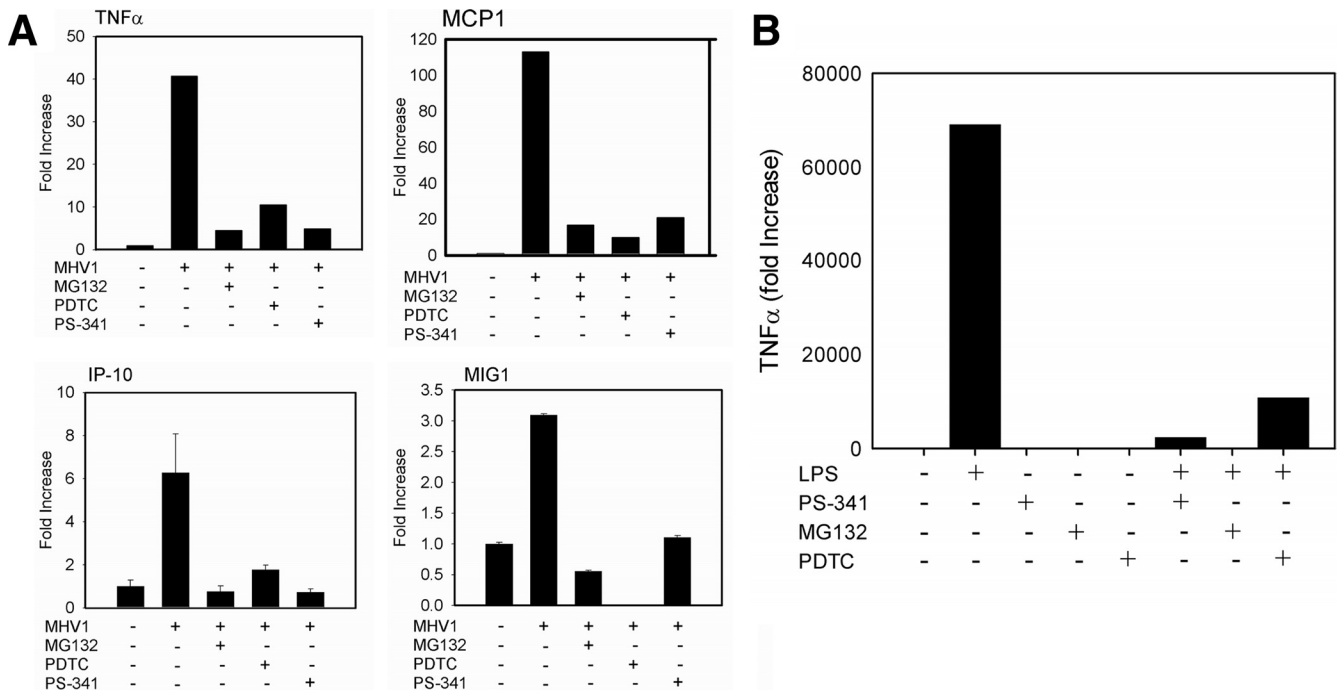 A
TNFα
Fold Increase
50
40
30
20
10
0
MHV1 - + + + +
MG132 - - + - -
PDTC - - - + -
PS-341 - - - - +
MCP1
Fold Increase
120
100
80
60
40
20
0
MHV1 - + + + +
MG132 - - + - -
PDTC - - - + -
PS-341 - - - - +
IP-10
Fold Increase
10
8
6
4
2
0
MHV1 - + + + +
MG132 - - + - -
PDTC - - - + -
PS-341 - - - - +
MIG1
Fold Increase
3.5
3.0
2.5
2.0
1.5
1.0
0.5
0.0
MHV1 - + + + +
MG132 - - + - -
PDTC - - - + -
PS-341 - - - - +
B
TNFα (fold Increase)
80000
60000
40000
20000
0
LPS - + - - - + + +
PS-341 - - + - - + - -
MG132 - - - + - - + -
PDTC - - - - + - - +